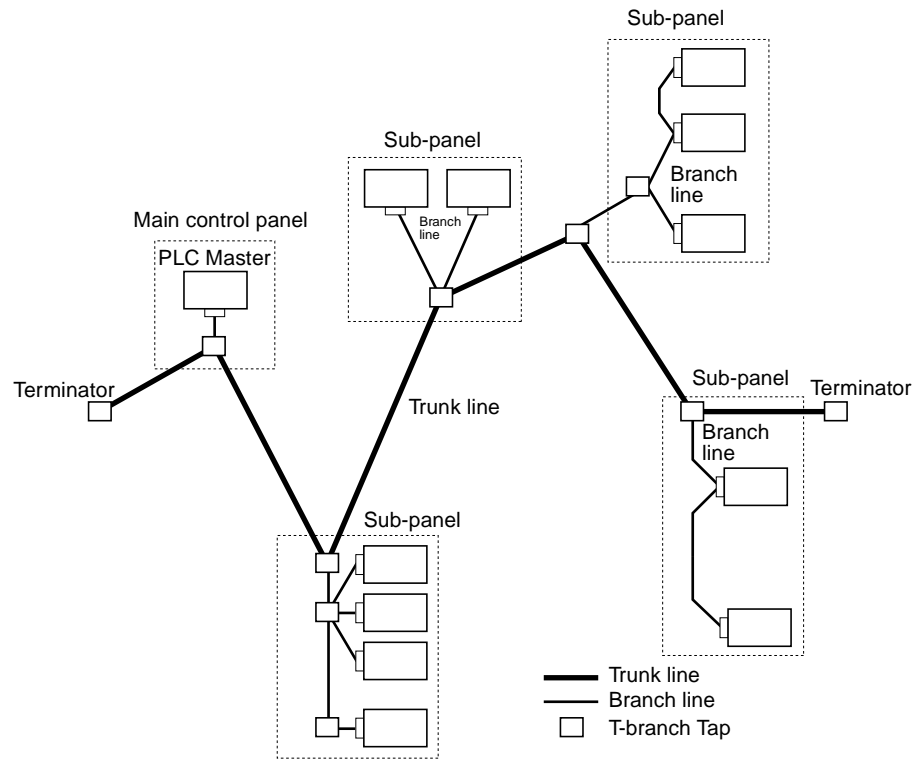 Sub-panel
Sub-panel
Branch
line
Branch
line
Main control panel
PLC Master
Terminator
Trunk line
Sub-panel
Terminator
Branch
line
Sub-panel
Trunk line
Branch line
T-branch Tap